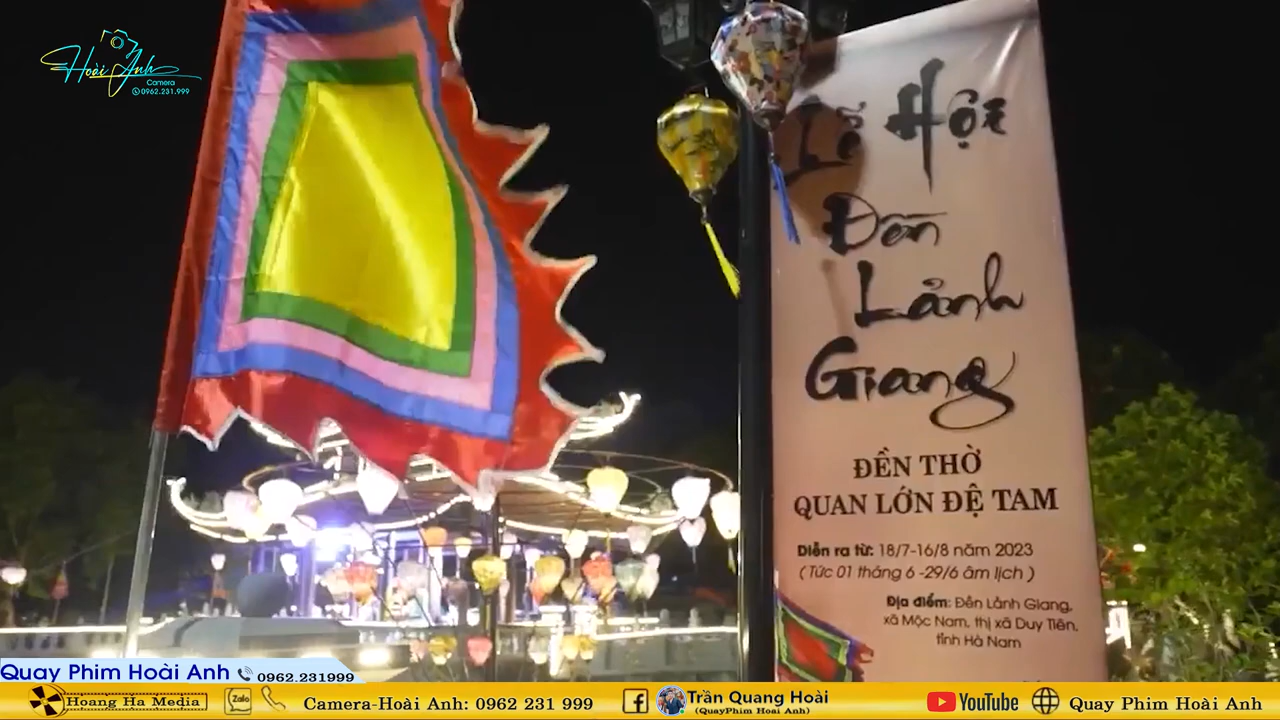 Hoài Anh
Camera
0962.231.999
Lễ Hội
Đền
Lảnh
Giang
ĐỀN THỜ
QUAN LỚN ĐỆ TAM
Diễn ra từ: 18/7-16/8 năm 2023
( Tức 01 tháng 6 -29/6 âm lịch )
Địa điểm: Đền Lảnh Giang,
xã Mộc Nam, thị xã Duy Tiên,
tỉnh Hà Nam
Quay Phim Hoài Anh 0962.231999
Hoang Ha Media Zalo Camera-Hoài Anh: 0962 231 999 Trần Quang Hoài YouTube Quay Phim Hoài Anh
(QuayPhim Hoai Anh)